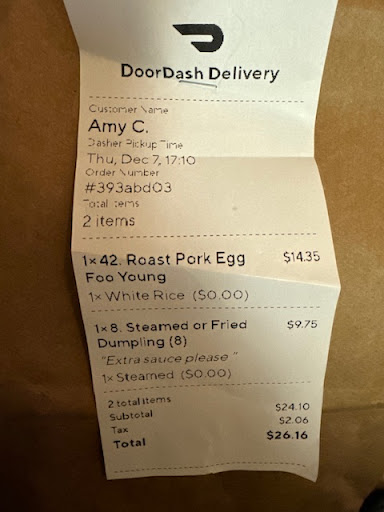 DoorDash Delivery
Customer Name
Amy C.
Dasher Pickup Time
Thu, Dec 7, 17:10
Order Number
#393abd03
Total Items
2 items
1x 42. Roast Pork Egg Foo Young $14.35
1x White Rice ($0.00)
1x 8. Steamed or Fried Dumpling (8) $9.75
"Extra sauce please "
1x Steamed ($0.00)
2 total items
Subtotal $24.10
Tax $2.06
Total $26.16